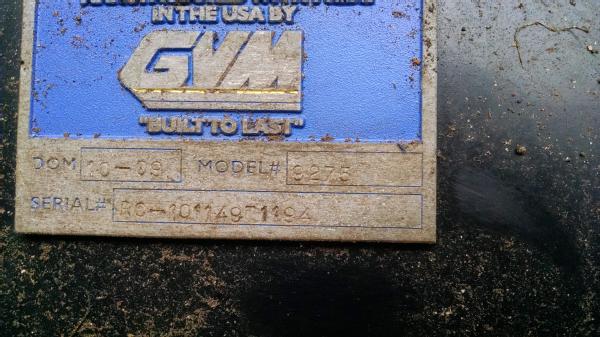 IN THE USA BY
GVM
"BUILT TO LAST"
DOM 10-09 MODEL# 9275
SERIAL#